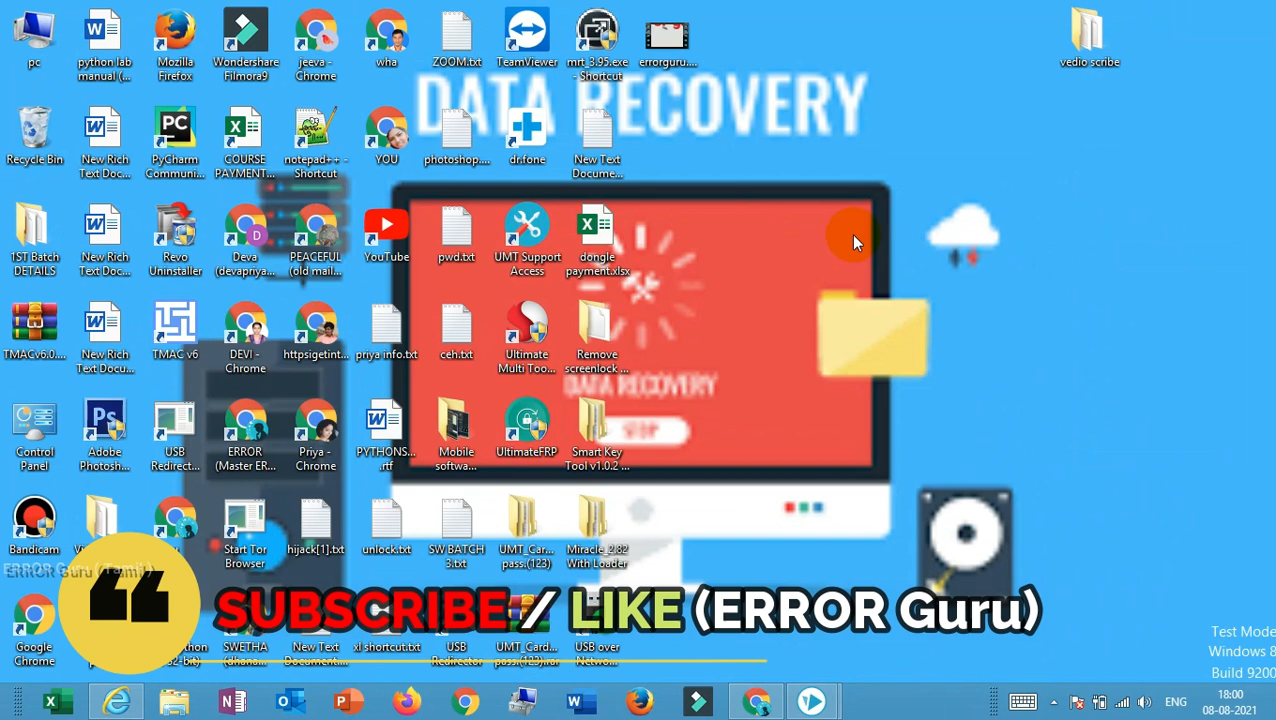 pc
python lab
manual (...
Mozilla
Firefox
Wondershare
Filmora9
jeeva -
Chrome
wha
ZOOM.txt
TeamViewer
mrt_3.95.exe
- Shortcut
errorguru....
vedio scribe
DATA RECOVERY
Recycle Bin
New Rich
Text Doc...
PyCharm
Communi...
COURSE
PAYMENT...
notepad++ -
Shortcut
YOU
photoshop....
dr.fone
New Text
Docume...
1ST Batch
DETAILS
New Rich
Text Doc...
Revo
Uninstaller
Deva
(devapriya...
PEACEFUL
(old mail...
YouTube
pwd.txt
UMT Support
Access
dongle
payment.xlsx
TMACv6.0....
New Rich
Text Docu...
TMAC v6
DEVI -
Chrome
httpsigetint...
priya info.txt
ceh.txt
Ultimate
Multi Too...
Remove
screenlock ...
DATA RECOVERY
STOP
Control
Panel
Adobe
Photosh...
USB
Redirect...
ERROR
(Master ER...
Priya -
Chrome
PYTHONS...
.rtf
Mobile
softwa...
UltimateFRP
Smart Key
Tool v1.0.2 ...
Bandicam
Start Tor
Browser
hijack[1].txt
unlock.txt
SW BATCH
3.txt
UMT_Car...
pass.(123)
Miracle_2.82
With Loader
ERROR Guru (Tamil)
SUBSCRIBE / LIKE (ERROR Guru)
Google
Chrome
SWETHA
(dhana...
New Text
Document...
xl shortcut.txt
USB
Redirector
UMT_Card...
pass.(123).rar
USB over
Netwo...
Test Mode
Windows 8
Build 9200
ENG
18:00
08-08-2021